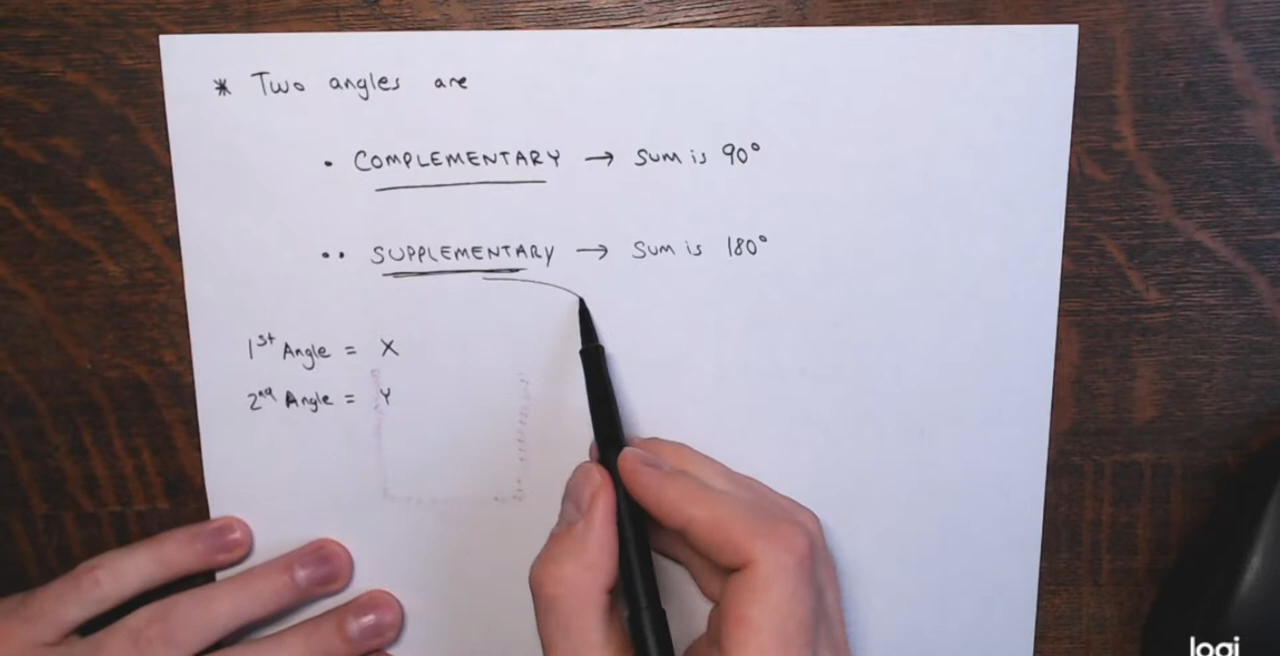 * Two angles are
• COMPLEMENTARY → Sum is 90°
•• SUPPLEMENTARY → Sum is 180°
1st Angle = X
2nd Angle = Y
logi